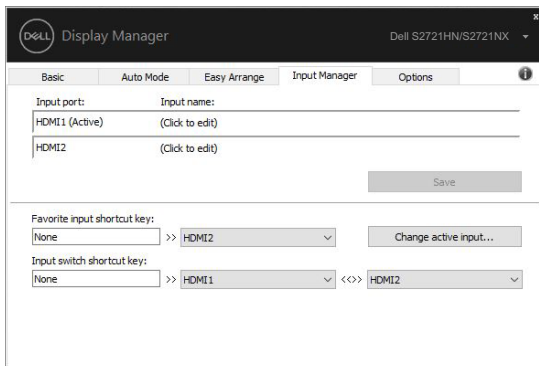 x
DELL Display Manager Dell S2721HN/S2721NX
Basic Auto Mode Easy Arrange Input Manager Options i
Input port: Input name:
HDMI1 (Active) (Click to edit)
HDMI2 (Click to edit)
Save
Favorite input shortcut key:
None >> HDMI2 Change active input...
Input switch shortcut key:
None >> HDMI1 <<>> HDMI2